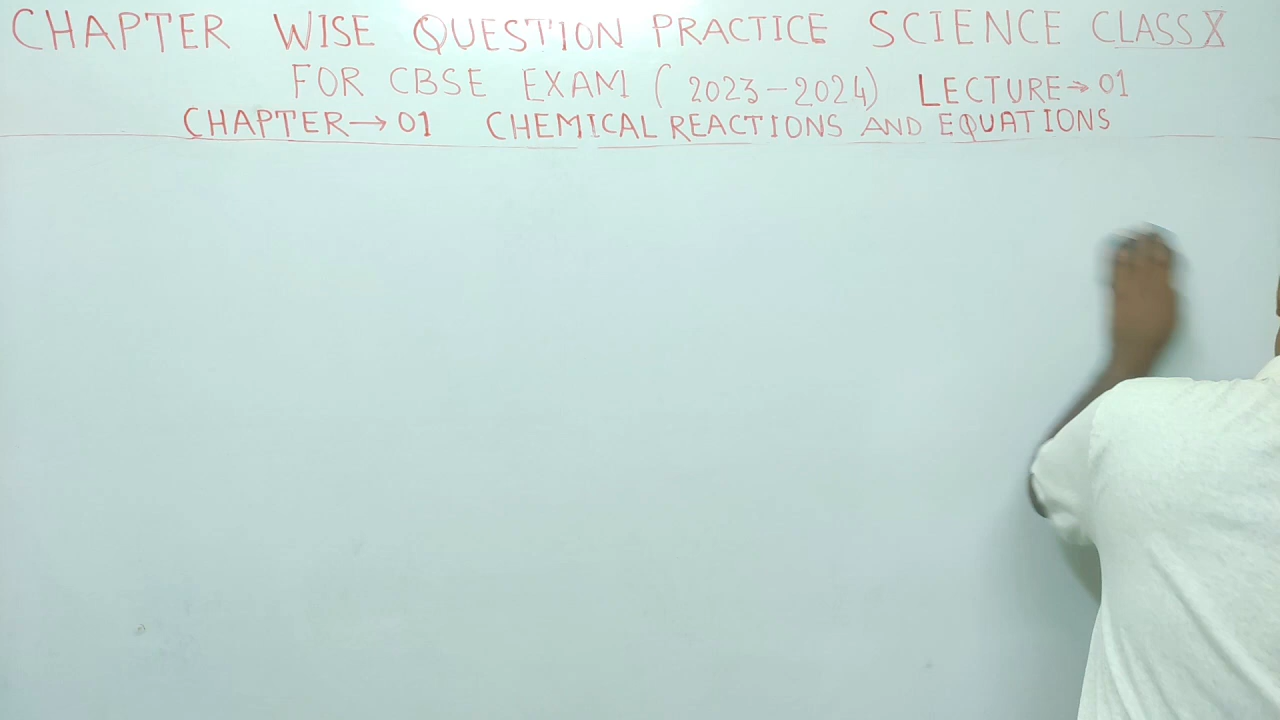 CHAPTER WISE QUESTION PRACTICE SCIENCE CLASS X
FOR CBSE EXAM (2023-2024) LECTURE→01
CHAPTER→01 CHEMICAL REACTIONS AND EQUATIONS